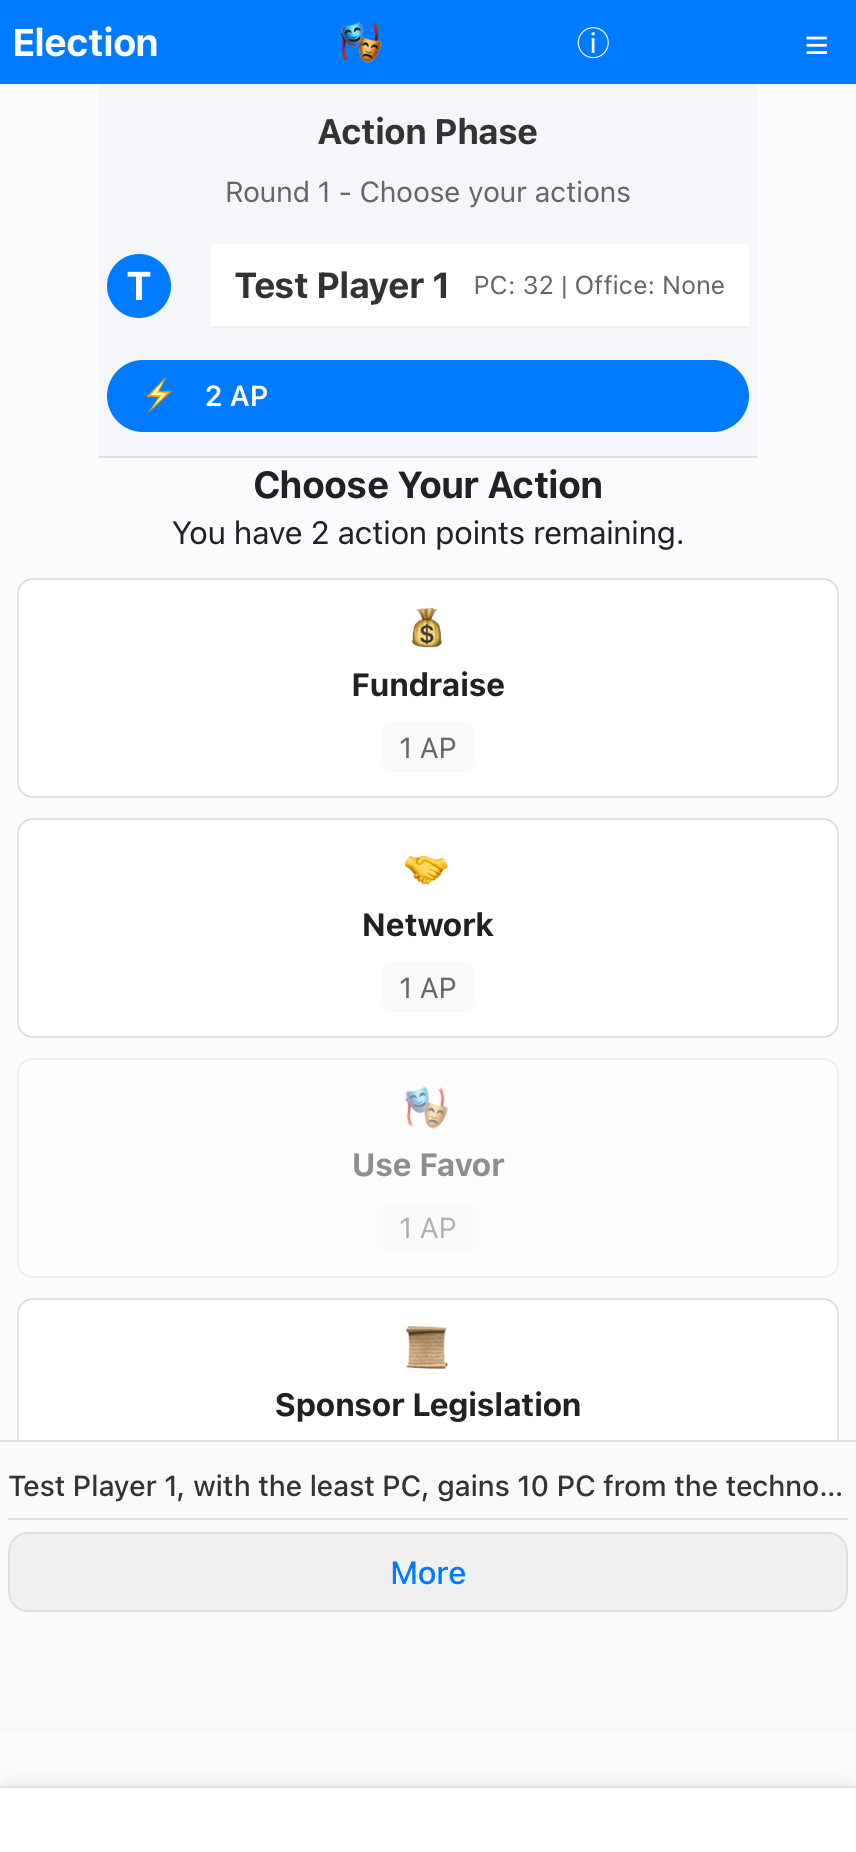 Election
Action Phase
Round 1 - Choose your actions
T
Test Player 1 PC: 32 | Office: None
⚡ 2 AP
Choose Your Action
You have 2 action points remaining.
Fundraise
1 AP
Network
1 AP
Use Favor
1 AP
Sponsor Legislation
Test Player 1, with the least PC, gains 10 PC from the techno...
More